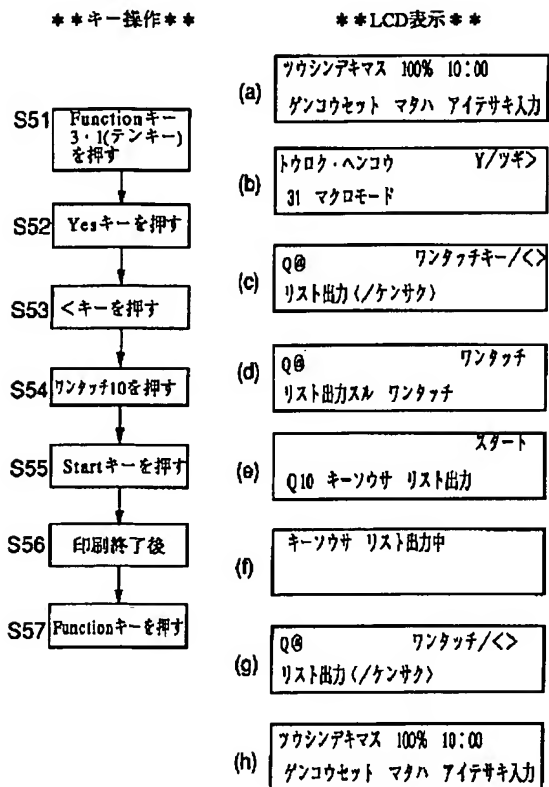 ＊＊キー操作＊＊
＊＊LCD表示＊＊
S51
Functionキー
3・1(テンキー)
を押す
S52
Yesキーを押す
S53
＜キーを押す
S54
ワンタッチ10を押す
S55
Startキーを押す
S56
印刷終了後
S57
Functionキーを押す
(a)
ツウシンデキマス 100% 10:00
ゲンコウセット マタハ アイテサキ入力
(b)
トウロク・ヘンコウ Y/ツギ>
31 マクロモード
(c)
Q@ ワンタッチキー/<>
リスト出力(/ケンサク)
(d)
Q@ ワンタッチ
リスト出力スル ワンタッチ
(e)
スタート
Q10 キーソウサ リスト出力
(f)
キーソウサ リスト出力中
(g)
Q@ ワンタッチ/<>
リスト出力(/ケンサク)
(h)
ツウシンデキマス 100% 10:00
ゲンコウセット マタハ アイテサキ入力